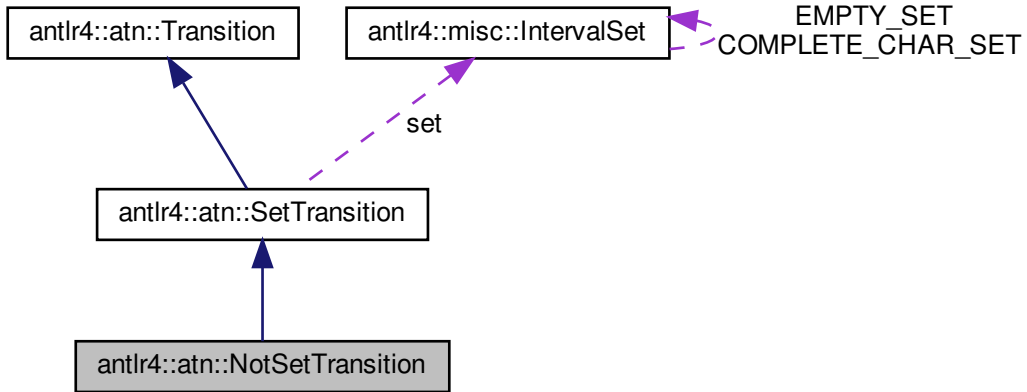 antlr4::atn::Transition
antlr4::misc::IntervalSet
EMPTY_SET
COMPLETE_CHAR_SET
set
antlr4::atn::SetTransition
antlr4::atn::NotSetTransition